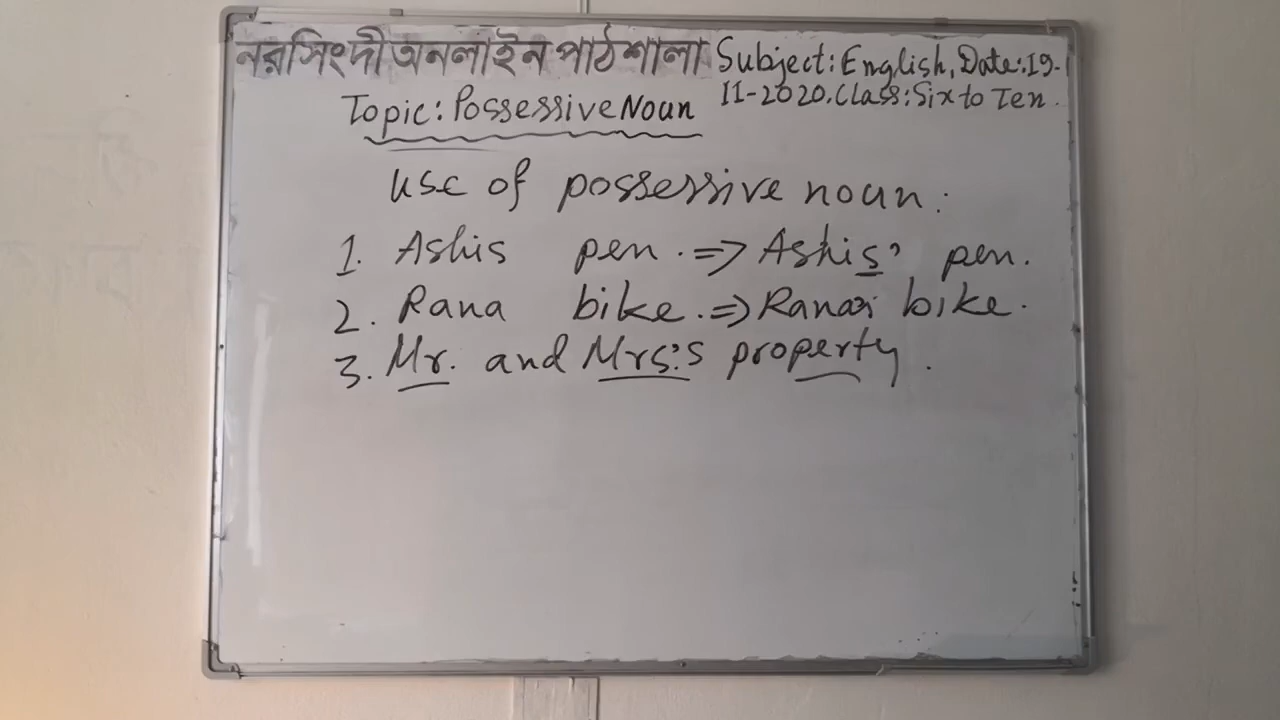 নরসিংদী অনলাইন পাঠশালা Subject: English, Date: 19-
11-2020. Class: Six to Ten.
Topic: Possessive Noun
use of possessive noun:
1. Ashis pen. => Ashis' pen.
2. Rana bike. => Rana's bike.
3. Mr. and Mrs.'s property.